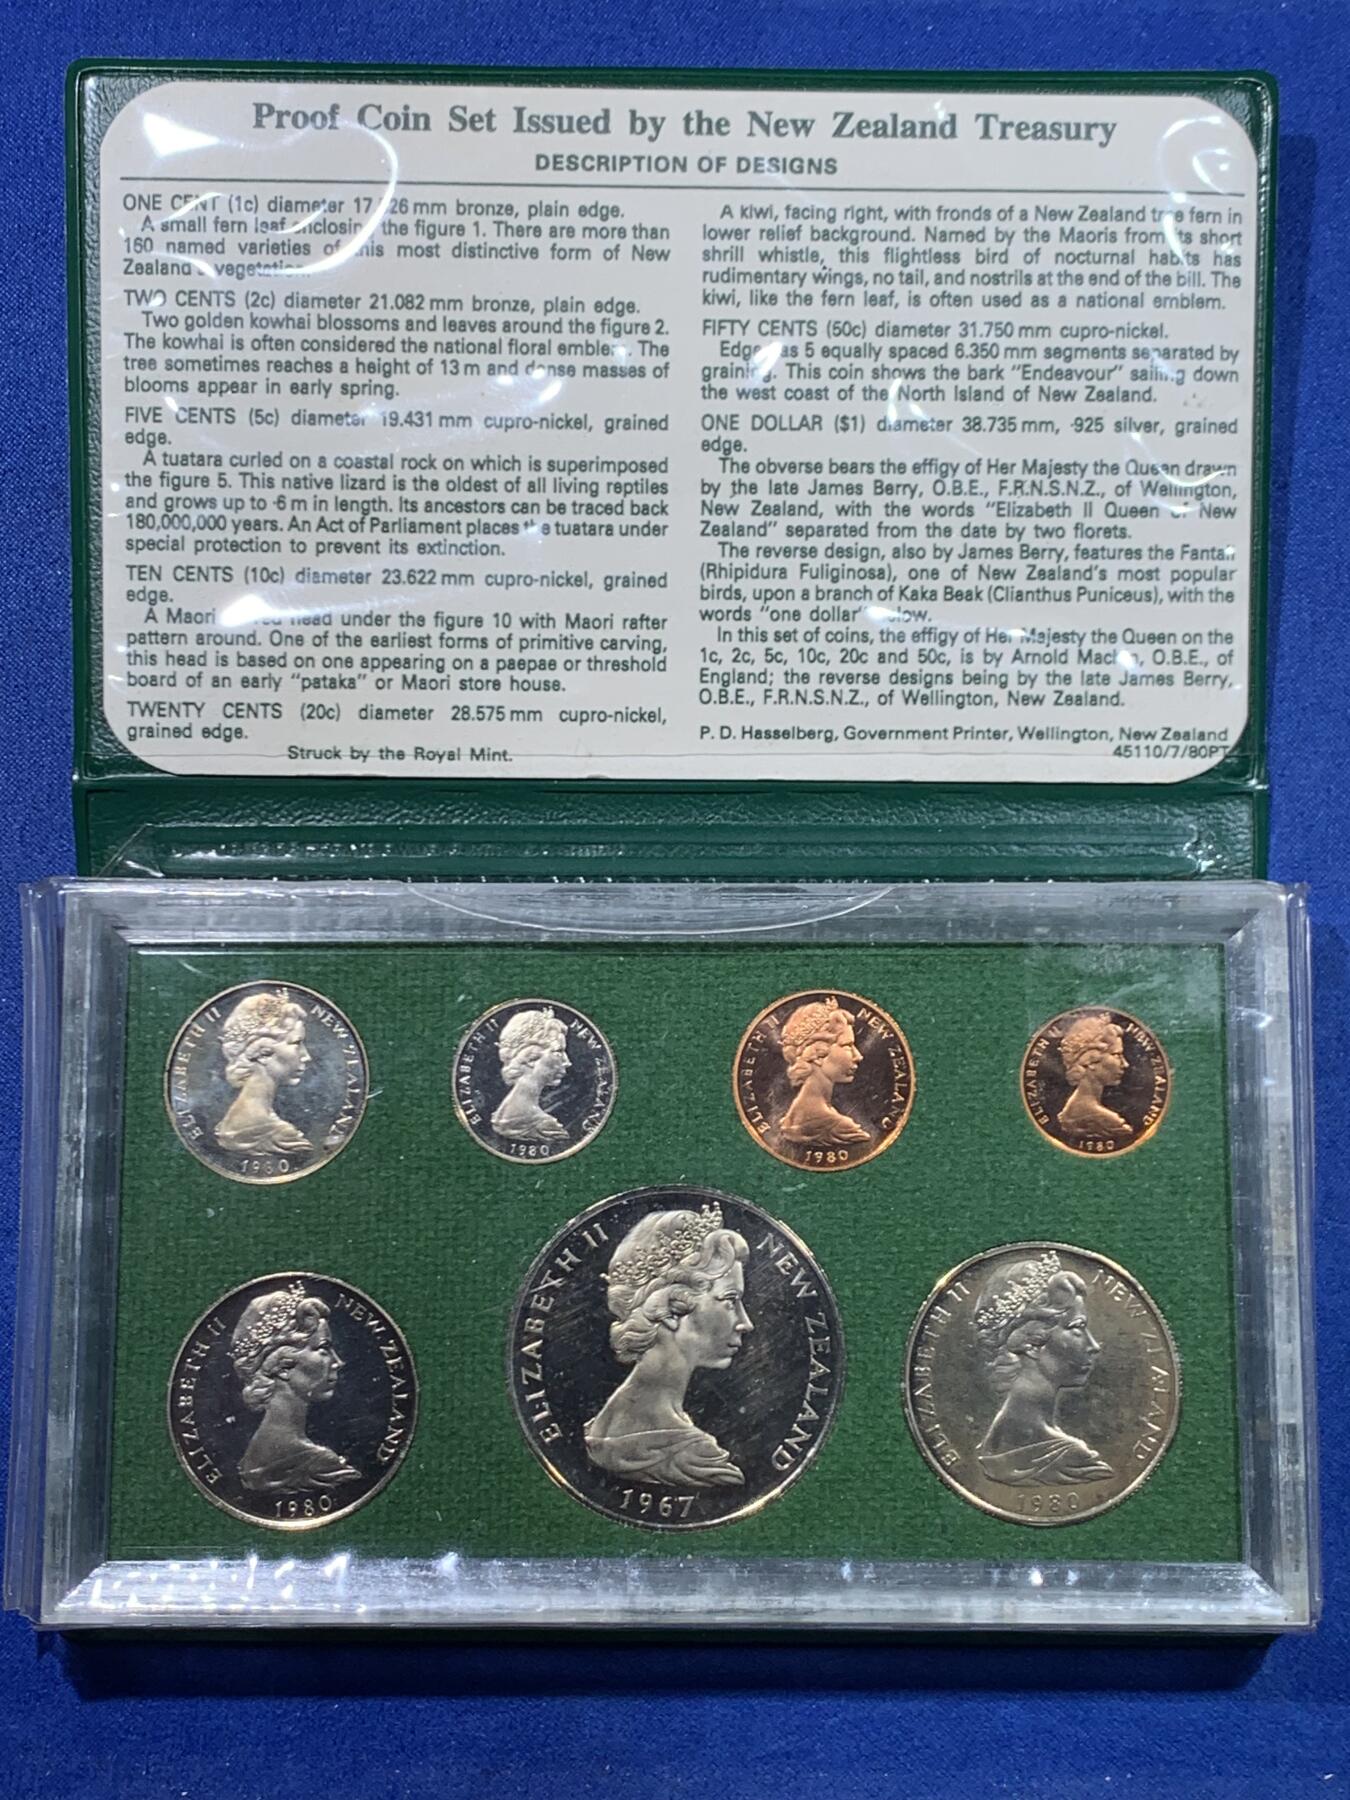 Proof Coin Set Issued by the New Zealand Treasury
DESCRIPTION OF DESIGNS
ONE CENT (1c) diameter 17 26 mm bronze, plain edge.
A small fern leaf enclosing the figure 1. There are more than
160 named varieties of this most distinctive form of New
Zealand's vegetation.
TWO CENTS (2c) diameter 21.082 mm bronze, plain edge.
Two golden kowhai blossoms and leaves around the figure 2.
The kowhai is often considered the national floral emblem. The
tree sometimes reaches a height of 13 m and dense masses of
blooms appear in early spring.
FIVE CENTS (5c) diameter 19.431 mm cupro-nickel, grained
edge.
A tuatara curled on a coastal rock on which is superimposed
the figure 5. This native lizard is the oldest of all living reptiles
and grows up to ·6 m in length. Its ancestors can be traced back
180,000,000 years. An Act of Parliament places the tuatara under
special protection to prevent its extinction.
TEN CENTS (10c) diameter 23.622 mm cupro-nickel, grained
edge.
A Maori head under the figure 10 with Maori rafter
pattern around. One of the earliest forms of primitive carving,
this head is based on one appearing on a paepae or threshold
board of an early "pataka" or Maori store house.
TWENTY CENTS (20c) diameter 28.575 mm cupro-nickel,
grained edge.
Struck by the Royal Mint.
A kiwi, facing right, with fronds of a New Zealand tree fern in
lower relief background. Named by the Maoris from its short
shrill whistle, this flightless bird of nocturnal habits has
rudimentary wings, no tail, and nostrils at the end of the bill. The
kiwi, like the fern leaf, is often used as a national emblem.
FIFTY CENTS (50c) diameter 31.750 mm cupro-nickel.
Edge has 5 equally spaced 6.350 mm segments separated by
graining. This coin shows the bark "Endeavour" sailing down
the west coast of the North Island of New Zealand.
ONE DOLLAR ($1) diameter 38.735 mm, ·925 silver, grained
edge.
The obverse bears the effigy of Her Majesty the Queen drawn
by the late James Berry, O.B.E., F.R.N.S.N.Z., of Wellington,
New Zealand, with the words "Elizabeth II Queen of New
Zealand" separated from the date by two florets.
The reverse design, also by James Berry, features the Fantail
(Rhipidura Fuliginosa), one of New Zealand's most popular
birds, upon a branch of Kaka Beak (Clianthus Puniceus), with the
words "one dollar" below.
In this set of coins, the effigy of Her Majesty the Queen on the
1c, 2c, 5c, 10c, 20c and 50c, is by Arnold Machin, O.B.E., of
England; the reverse designs being by the late James Berry,
O.B.E., F.R.N.S.N.Z., of Wellington, New Zealand.
P. D. Hasselberg, Government Printer, Wellington, New Zealand
45110/7/80PT
ELIZABETH II NEW ZEALAND
1980
ELIZABETH II NEW ZEALAND
1980
ELIZABETH II NEW ZEALAND
1980
ELIZABETH II NEW ZEALAND
1980
ELIZABETH II NEW ZEALAND
1980
ELIZABETH II NEW ZEALAND
1967
ELIZABETH II NEW ZEALAND
1980